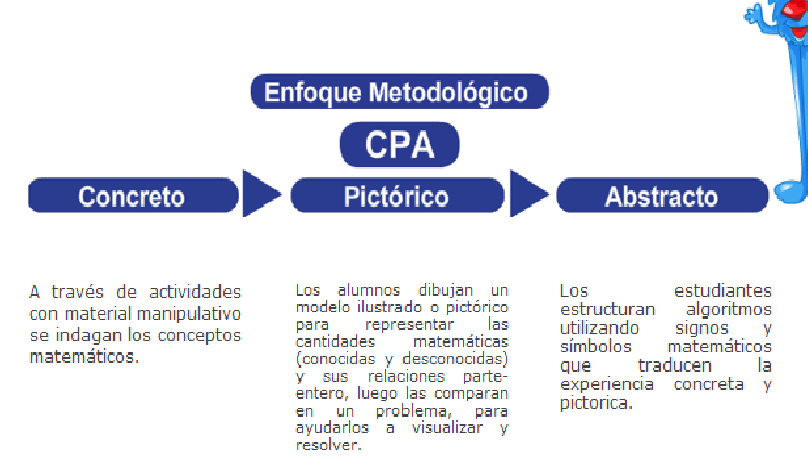 Enfoque Metodológico
CPA
Concreto
Pictórico
Abstracto
A través de actividades
con material manipulativo
se indagan los conceptos
matemáticos.
Los alumnos dibujan un
modelo ilustrado o pictórico
para representar las
cantidades matemáticas
(conocidas y desconocidas)
y sus relaciones parte-
entero, luego las comparan
en un problema, para
ayudarlos a visualizar y
resolver.
Los estudiantes
estructuran algoritmos
utilizando signos y
símbolos matemáticos
que traducen la
experiencia concreta y
pictorica.